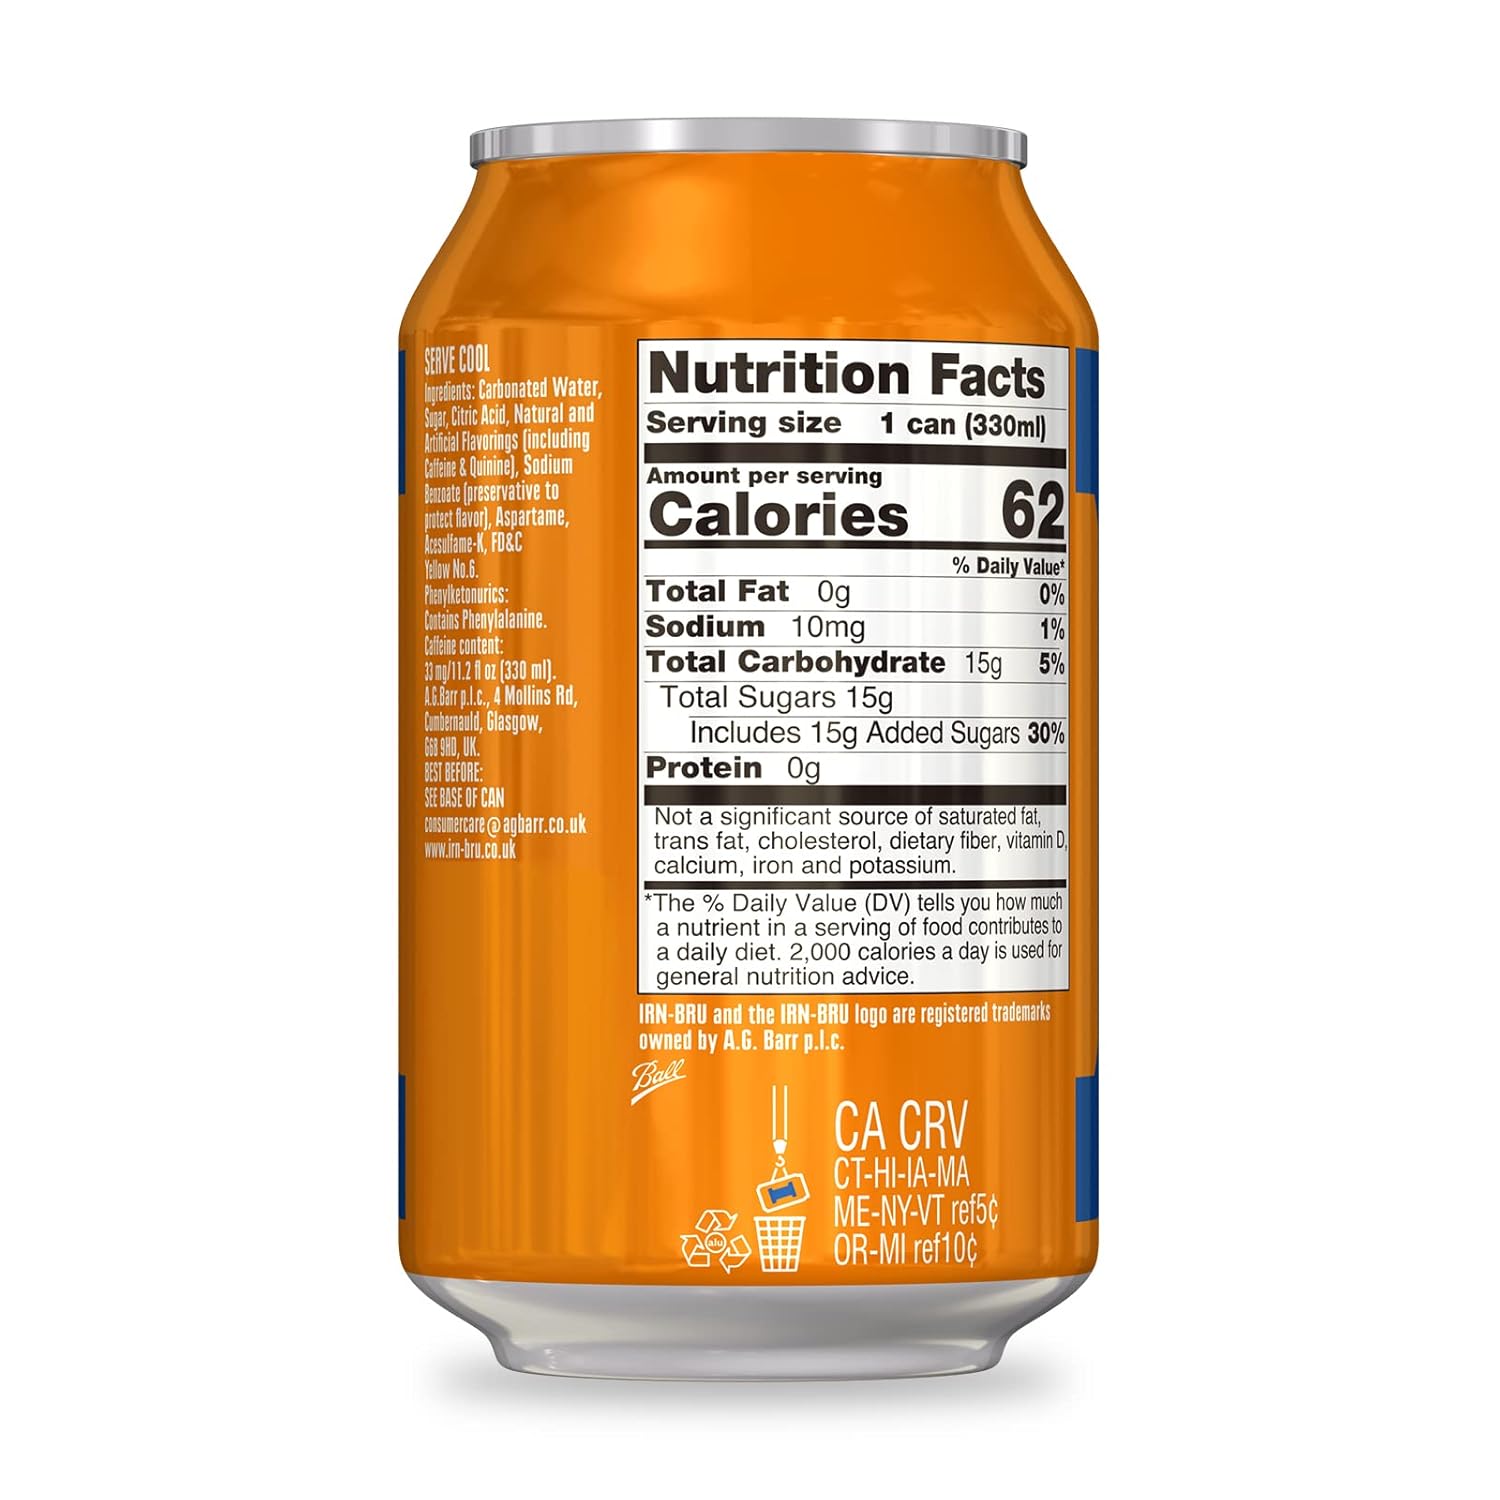 SERVE COOL
Ingredients: Carbonated Water,
Sugar, Citric Acid, Natural and
Artificial Flavorings (including
Caffeine & Quinine), Sodium
Benzoate (preservative to
protect flavor), Aspartame,
Acesulfame-K, FD&C
Yellow No.6.
Phenylketonurics:
Contains Phenylalanine.
Caffeine content:
33 mg/11.2 fl oz (330 ml).
A.G.Barr p.l.c., 4 Mollins Rd,
Cumbernauld, Glasgow,
G68 9HD, UK.
BEST BEFORE:
SEE BASE OF CAN
consumercare@agbarr.co.uk
www.irn-bru.co.uk
Nutrition Facts
Serving size 1 can (330ml)
Amount per serving
Calories 62
% Daily Value*
Total Fat 0g 0%
Sodium 10mg 1%
Total Carbohydrate 15g 5%
Total Sugars 15g
Includes 15g Added Sugars 30%
Protein 0g
Not a significant source of saturated fat,
trans fat, cholesterol, dietary fiber, vitamin D,
calcium, iron and potassium.
*The % Daily Value (DV) tells you how much
a nutrient in a serving of food contributes to
a daily diet. 2,000 calories a day is used for
general nutrition advice.
IRN-BRU and the IRN-BRU logo are registered trademarks
owned by A.G. Barr p.l.c.
Ball
alu
CA CRV
CT-HI-IA-MA
ME-NY-VT ref5¢
OR-MI ref10¢